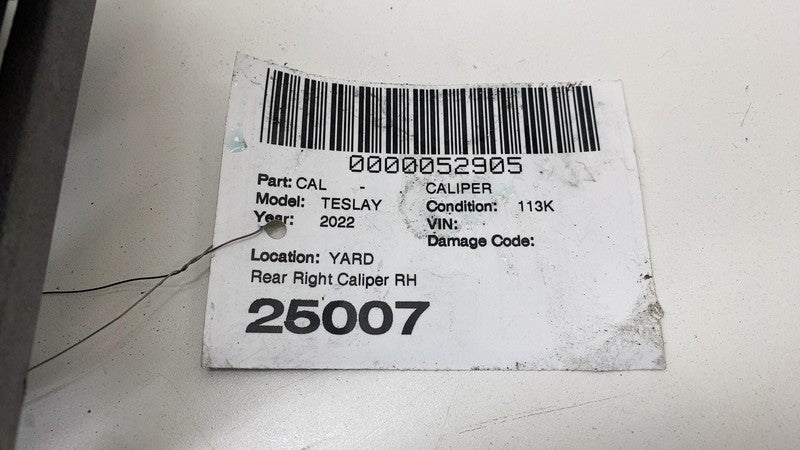 0000052905
Part: CAL - CALIPER
Model: TESLAY Condition: 113K
Year: 2022 VIN:
Damage Code:
Location: YARD
Rear Right Caliper RH
25007